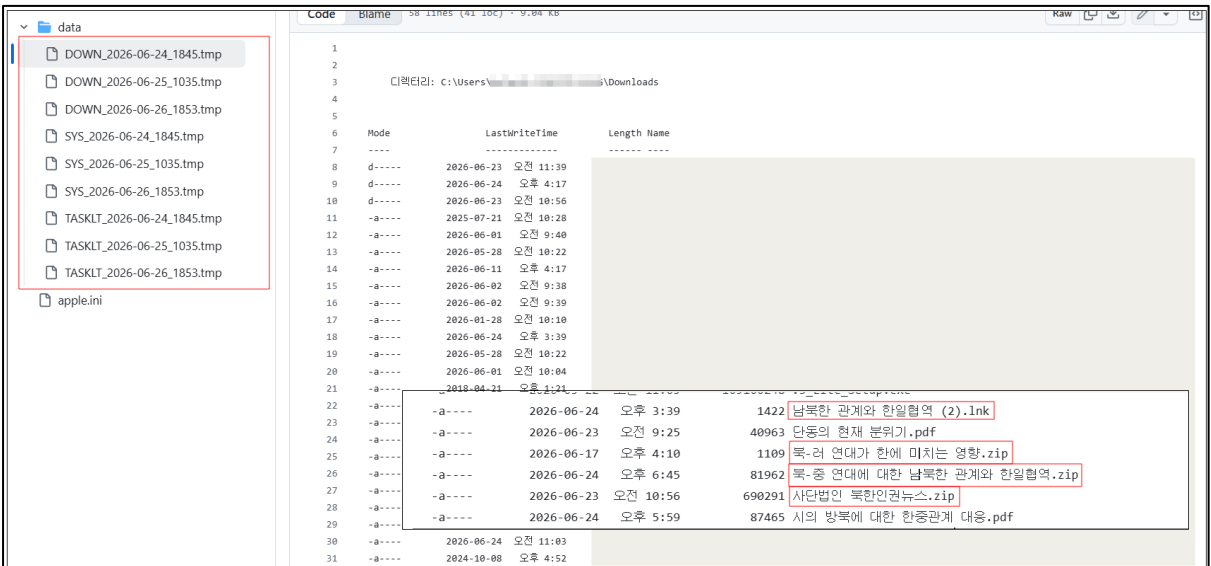 data
DOWN_2026-06-24_1845.tmp
DOWN_2026-06-25_1035.tmp
DOWN_2026-06-26_1853.tmp
SYS_2026-06-24_1845.tmp
SYS_2026-06-25_1035.tmp
SYS_2026-06-26_1853.tmp
TASKLT_2026-06-24_1845.tmp
TASKLT_2026-06-25_1035.tmp
TASKLT_2026-06-26_1853.tmp
apple.ini
Code Blame 58 lines (41 loc) · 9.04 KB Raw
1
2
3 디렉터리: C:\Users\ \Downloads
4
5
6 Mode LastWriteTime Length Name
7 ---- ------------- ------ ----
8 d----- 2026-06-23 오전 11:39
9 d----- 2026-06-24 오후 4:17
10 d----- 2026-06-23 오전 10:56
11 -a---- 2025-07-21 오전 10:28
12 -a---- 2026-06-01 오전 9:40
13 -a---- 2026-05-28 오전 10:22
14 -a---- 2026-06-11 오후 4:17
15 -a---- 2026-06-02 오전 9:38
16 -a---- 2026-06-02 오전 9:39
17 -a---- 2026-01-28 오전 10:10
18 -a---- 2026-06-24 오후 3:39
19 -a---- 2026-05-28 오전 10:22
20 -a---- 2026-06-01 오전 10:04
21 -a---- 2018-04-21 오후 1:21
22 -a----
23 -a----
24 -a----
25 -a----
26 -a----
27 -a----
28 -a----
29 -a----
30 -a---- 2026-06-24 오전 11:03
31 -a---- 2024-10-08 오후 4:52
-a---- 2026-06-24 오후 3:39 1422 남북한 관계와 한일협역 (2).lnk
-a---- 2026-06-23 오전 9:25 40963 단동의 현재 분위기.pdf
-a---- 2026-06-17 오후 4:10 1109 북-러 연대가 한에 미치는 영향.zip
-a---- 2026-06-24 오후 6:45 81962 북-중 연대에 대한 남북한 관계와 한일협역.zip
-a---- 2026-06-23 오전 10:56 690291 사단법인 북한인권뉴스.zip
-a---- 2026-06-24 오후 5:59 87465 시의 방북에 대한 한중관계 대응.pdf